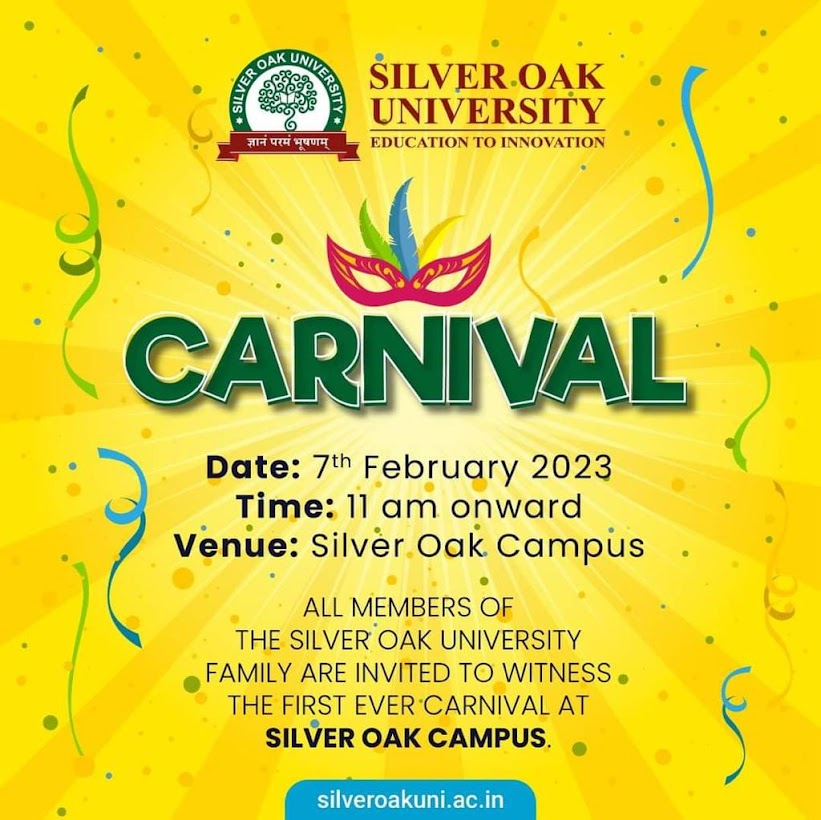 SILVER OAK UNIVERSITY
ज्ञानं परमं भूषणम्
SILVER OAK
UNIVERSITY
EDUCATION TO INNOVATION
CARNIVAL
Date: 7th February 2023
Time: 11 am onward
Venue: Silver Oak Campus
ALL MEMBERS OF
THE SILVER OAK UNIVERSITY
FAMILY ARE INVITED TO WITNESS
THE FIRST EVER CARNIVAL AT
SILVER OAK CAMPUS.
silveroakuni.ac.in